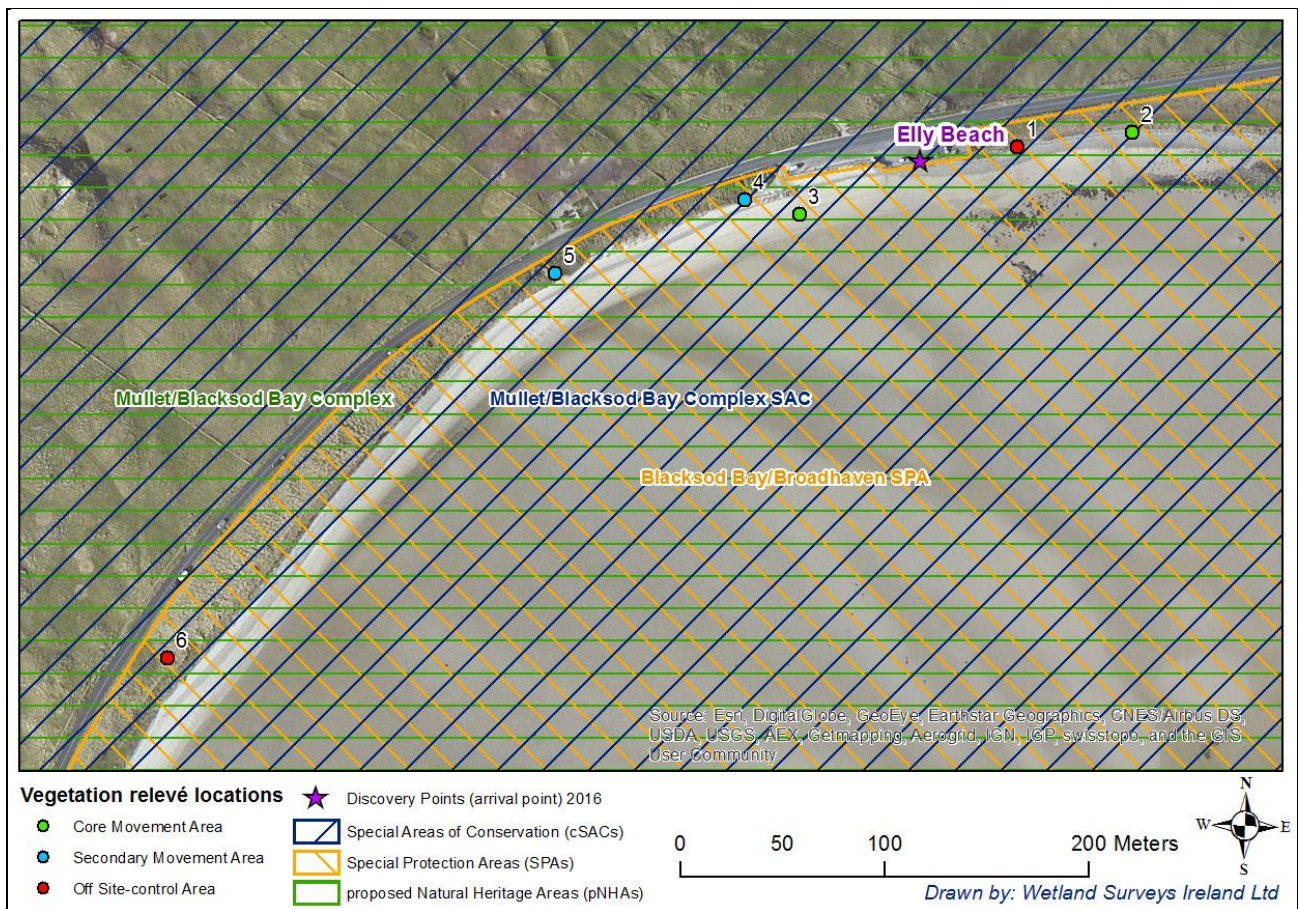 Elly Beach
1
2
3
4
5
6
Mullet/Blacksod Bay Complex
Mullet/Blacksod Bay Complex SAC
Blacksod Bay/Broadhaven SPA
Source: Esri, DigitalGlobe, GeoEye, Earthstar Geographics, CNES/Airbus DS,
USDA, USGS, AEX, Getmapping, Aerogrid, IGN, IGP, swisstopo, and the GIS
User Community
Vegetation relevé locations
Core Movement Area
Secondary Movement Area
Off Site-control Area
Discovery Points (arrival point) 2016
Special Areas of Conservation (cSACs)
Special Protection Areas (SPAs)
proposed Natural Heritage Areas (pNHAs)
0 50 100 200 Meters
N
W E
S
Drawn by: Wetland Surveys Ireland Ltd